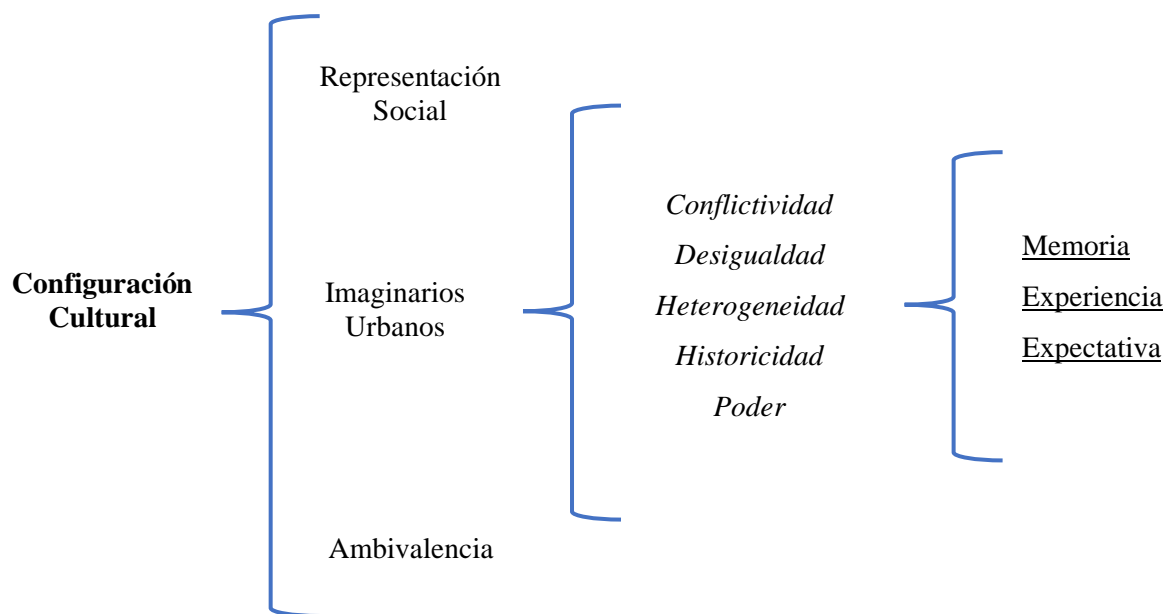 Configuración
Cultural
Representación
Social
Imaginarios
Urbanos
Ambivalencia
Conflictividad
Desigualdad
Heterogeneidad
Historicidad
Poder
Memoria
Experiencia
Expectativa